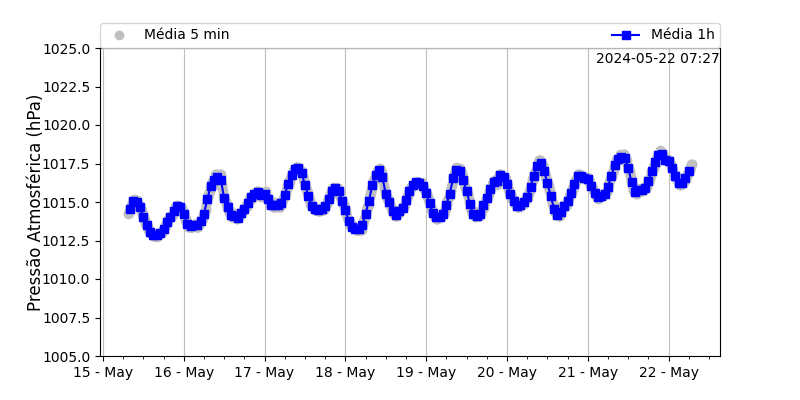 Média 5 min
Média 1h
2024-05-22 07:27
Pressão Atmosférica (hPa)
1025.0
1022.5
1020.0
1017.5
1015.0
1012.5
1010.0
1007.5
1005.0
15 - May
16 - May
17 - May
18 - May
19 - May
20 - May
21 - May
22 - May